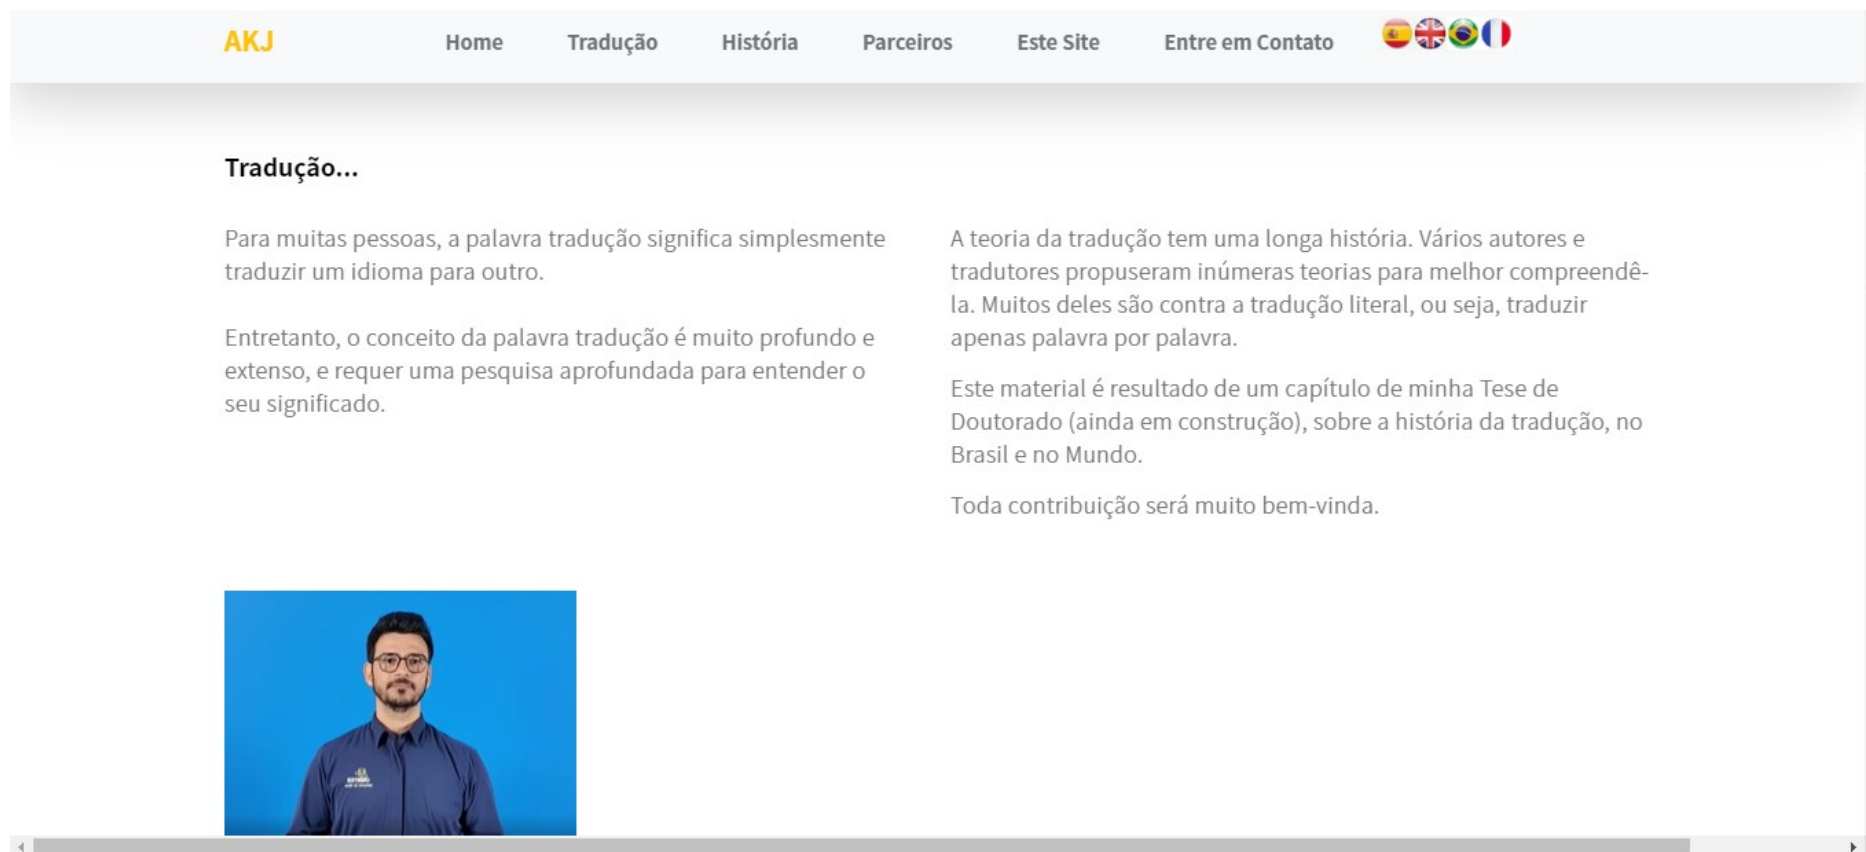 AKJ
Home
Tradução
História
Parceiros
Este Site
Entre em Contato
Tradução...
Para muitas pessoas, a palavra tradução significa simplesmente
traduzir um idioma para outro.
Entretanto, o conceito da palavra tradução é muito profundo e
extenso, e requer uma pesquisa aprofundada para entender o
seu significado.
A teoria da tradução tem uma longa história. Vários autores e
tradutores propuseram inúmeras teorias para melhor compreendê-
la. Muitos deles são contra a tradução literal, ou seja, traduzir
apenas palavra por palavra.
Este material é resultado de um capítulo de minha Tese de
Doutorado (ainda em construção), sobre a história da tradução, no
Brasil e no Mundo.
Toda contribuição será muito bem-vinda.